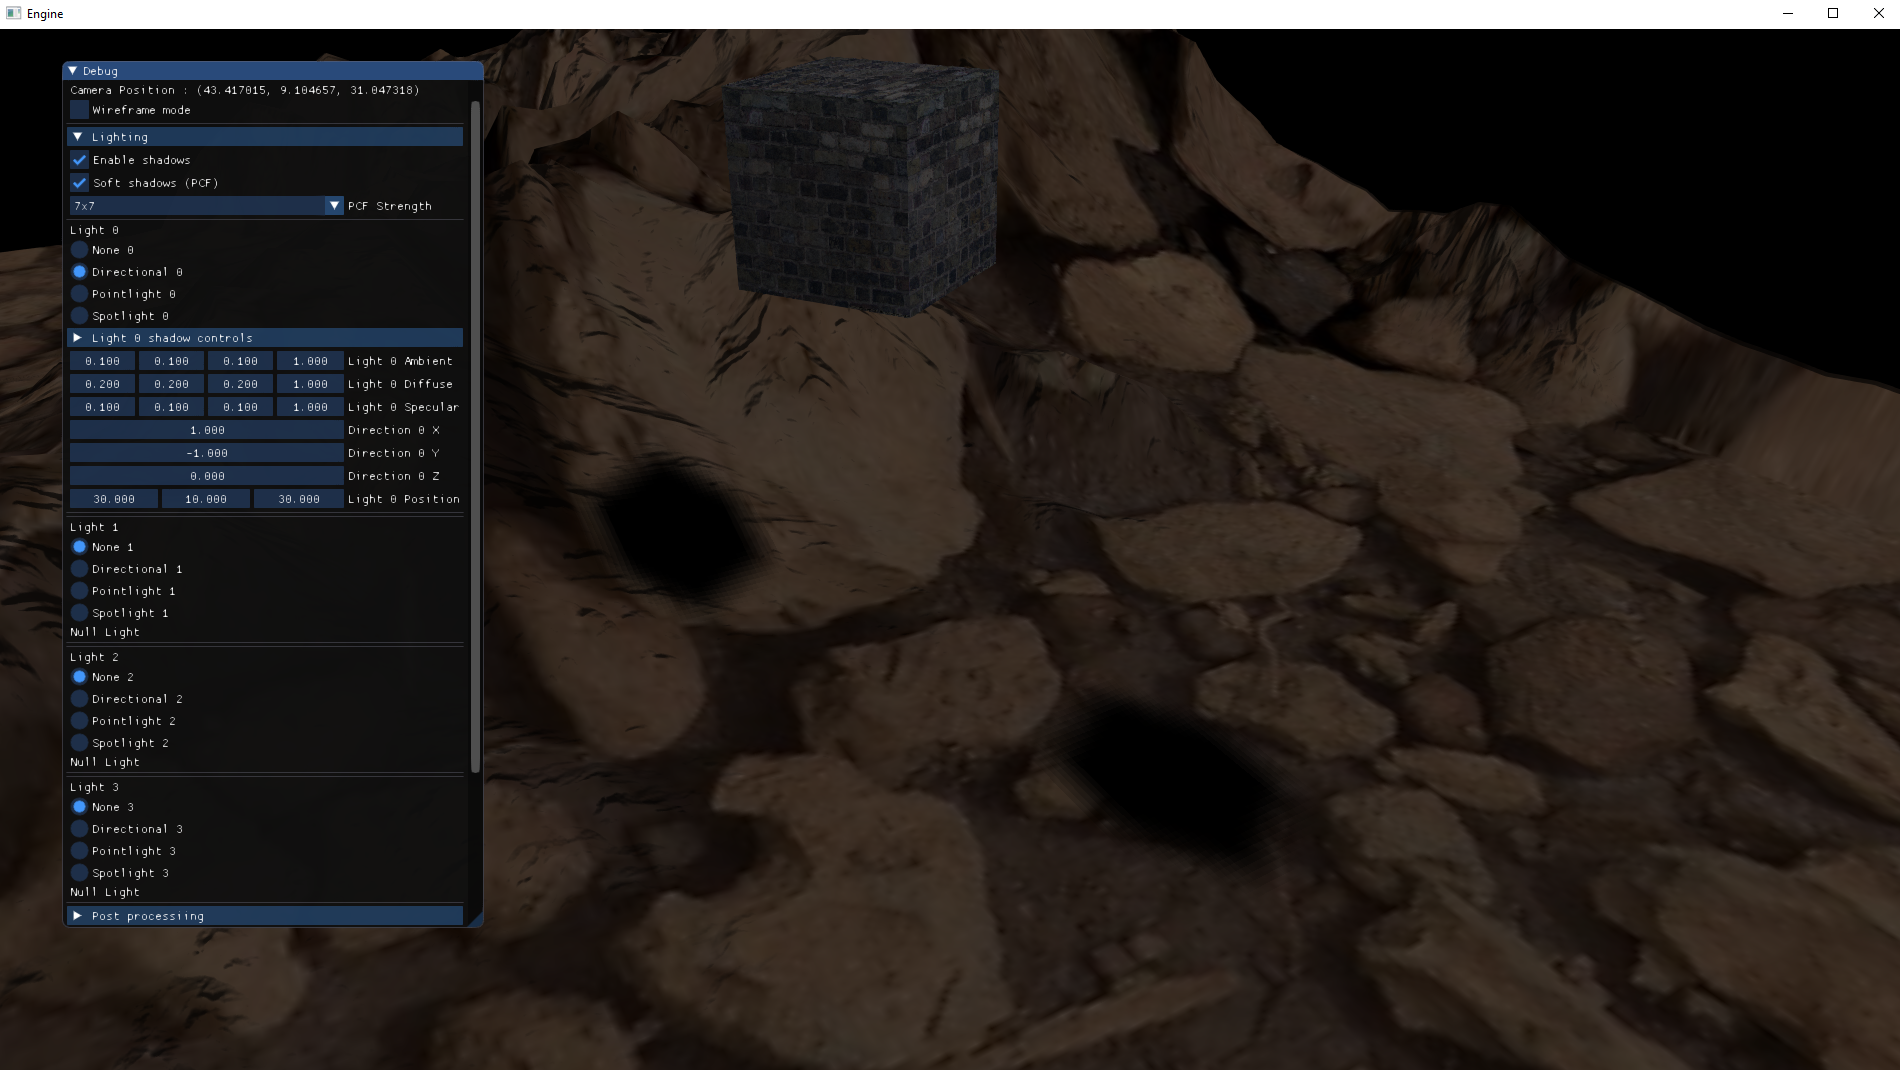 Engine
Debug
Camera Position : (43.417015, 9.104657, 31.047318)
Wireframe mode
Lighting
Enable shadows
Soft shadows (PCF)
7x7 PCF Strength
Light 0
None 0
Directional 0
Pointlight 0
Spotlight 0
Light 0 shadow controls
0.100 0.100 0.100 1.000 Light 0 Ambient
0.200 0.200 0.200 1.000 Light 0 Diffuse
0.100 0.100 0.100 1.000 Light 0 Specular
1.000 Direction 0 X
-1.000 Direction 0 Y
0.000 Direction 0 Z
30.000 10.000 30.000 Light 0 Position
Light 1
None 1
Directional 1
Pointlight 1
Spotlight 1
Null Light
Light 2
None 2
Directional 2
Pointlight 2
Spotlight 2
Null Light
Light 3
None 3
Directional 3
Pointlight 3
Spotlight 3
Null Light
Post processiing